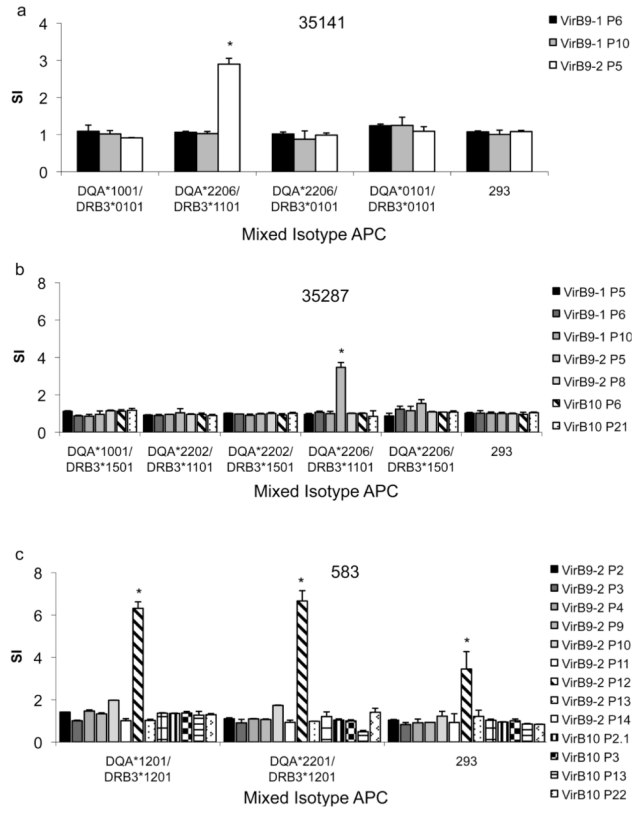 a
35141
4
3
2
1
0
SI
*
VirB9-1 P6
VirB9-1 P10
VirB9-2 P5
DQA*1001/ DQA*2206/ DQA*2206/ DQA*0101/ 293
DRB3*0101 DRB3*1101 DRB3*0101 DRB3*0101
Mixed Isotype APC
b
35287
8
6
4
2
0
SI
*
VirB9-1 P5
VirB9-1 P6
VirB9-1 P10
VirB9-2 P5
VirB9-2 P8
VirB10 P6
VirB10 P21
DQA*1001/ DQA*2202/ DQA*2202/ DQA*2206/ DQA*2206/ 293
DRB3*1501 DRB3*1101 DRB3*1501 DRB3*1101 DRB3*1501
Mixed Isotype APC
c
583
8
6
4
2
0
SI
*
*
*
VirB9-2 P2
VirB9-2 P3
VirB9-2 P4
VirB9-2 P9
VirB9-2 P10
VirB9-2 P11
VirB9-2 P12
VirB9-2 P13
VirB9-2 P14
VirB10 P2.1
VirB10 P3
VirB10 P13
VirB10 P22
DQA*1201/ DQA*2201/ 293
DRB3*1201 DRB3*1201
Mixed Isotype APC